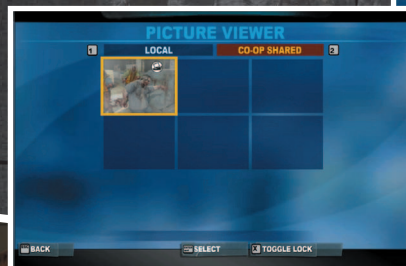 PICTURE VIEWER
1 LOCAL CO-OP SHARED 2
BACK SELECT X TOGGLE LOCK